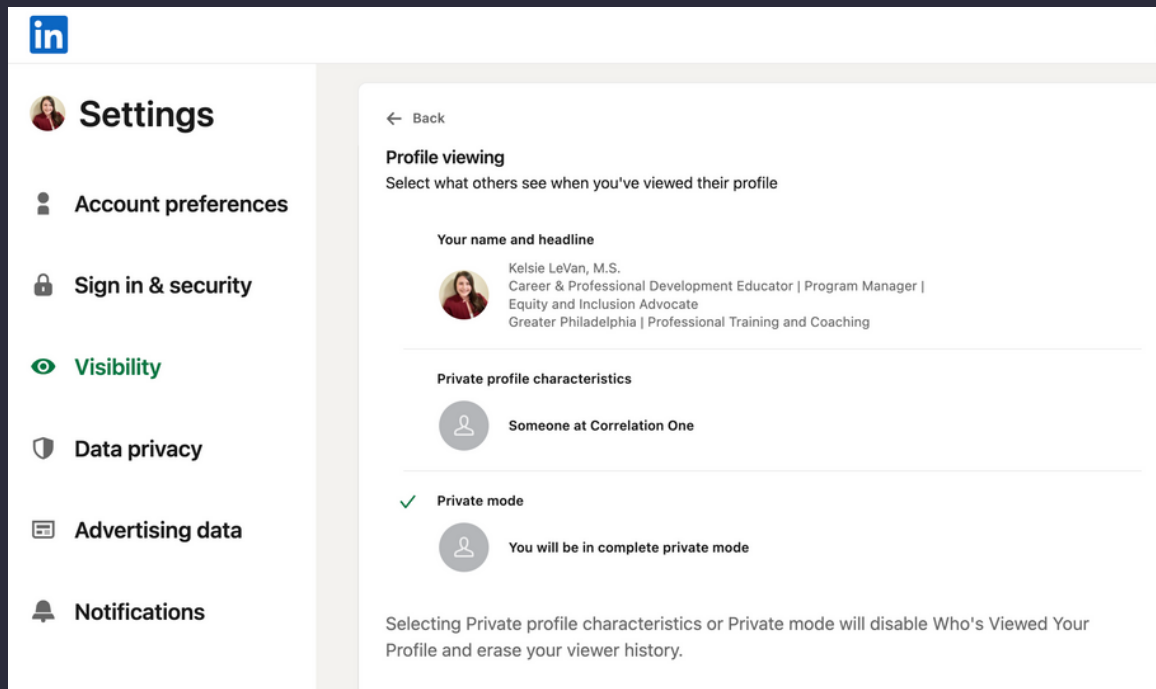 in
Settings
Account preferences
Sign in & security
Visibility
Data privacy
Advertising data
Notifications
← Back
Profile viewing
Select what others see when you've viewed their profile
Your name and headline
Kelsie LeVan, M.S.
Career & Professional Development Educator | Program Manager |
Equity and Inclusion Advocate
Greater Philadelphia | Professional Training and Coaching
Private profile characteristics
Someone at Correlation One
Private mode
You will be in complete private mode
Selecting Private profile characteristics or Private mode will disable Who's Viewed Your
Profile and erase your viewer history.